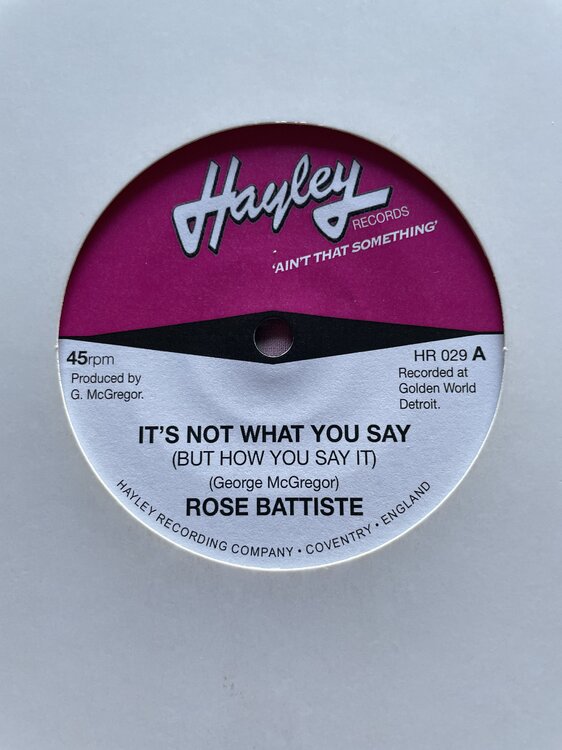 Hayley
RECORDS
'AIN'T THAT SOMETHING'
45rpm
Produced by
G. McGregor.
HR 029 A
Recorded at
Golden World
Detroit.
IT'S NOT WHAT YOU SAY
(BUT HOW YOU SAY IT)
(George McGregor)
ROSE BATTISTE
HAYLEY RECORDING COMPANY • COVENTRY • ENGLAND